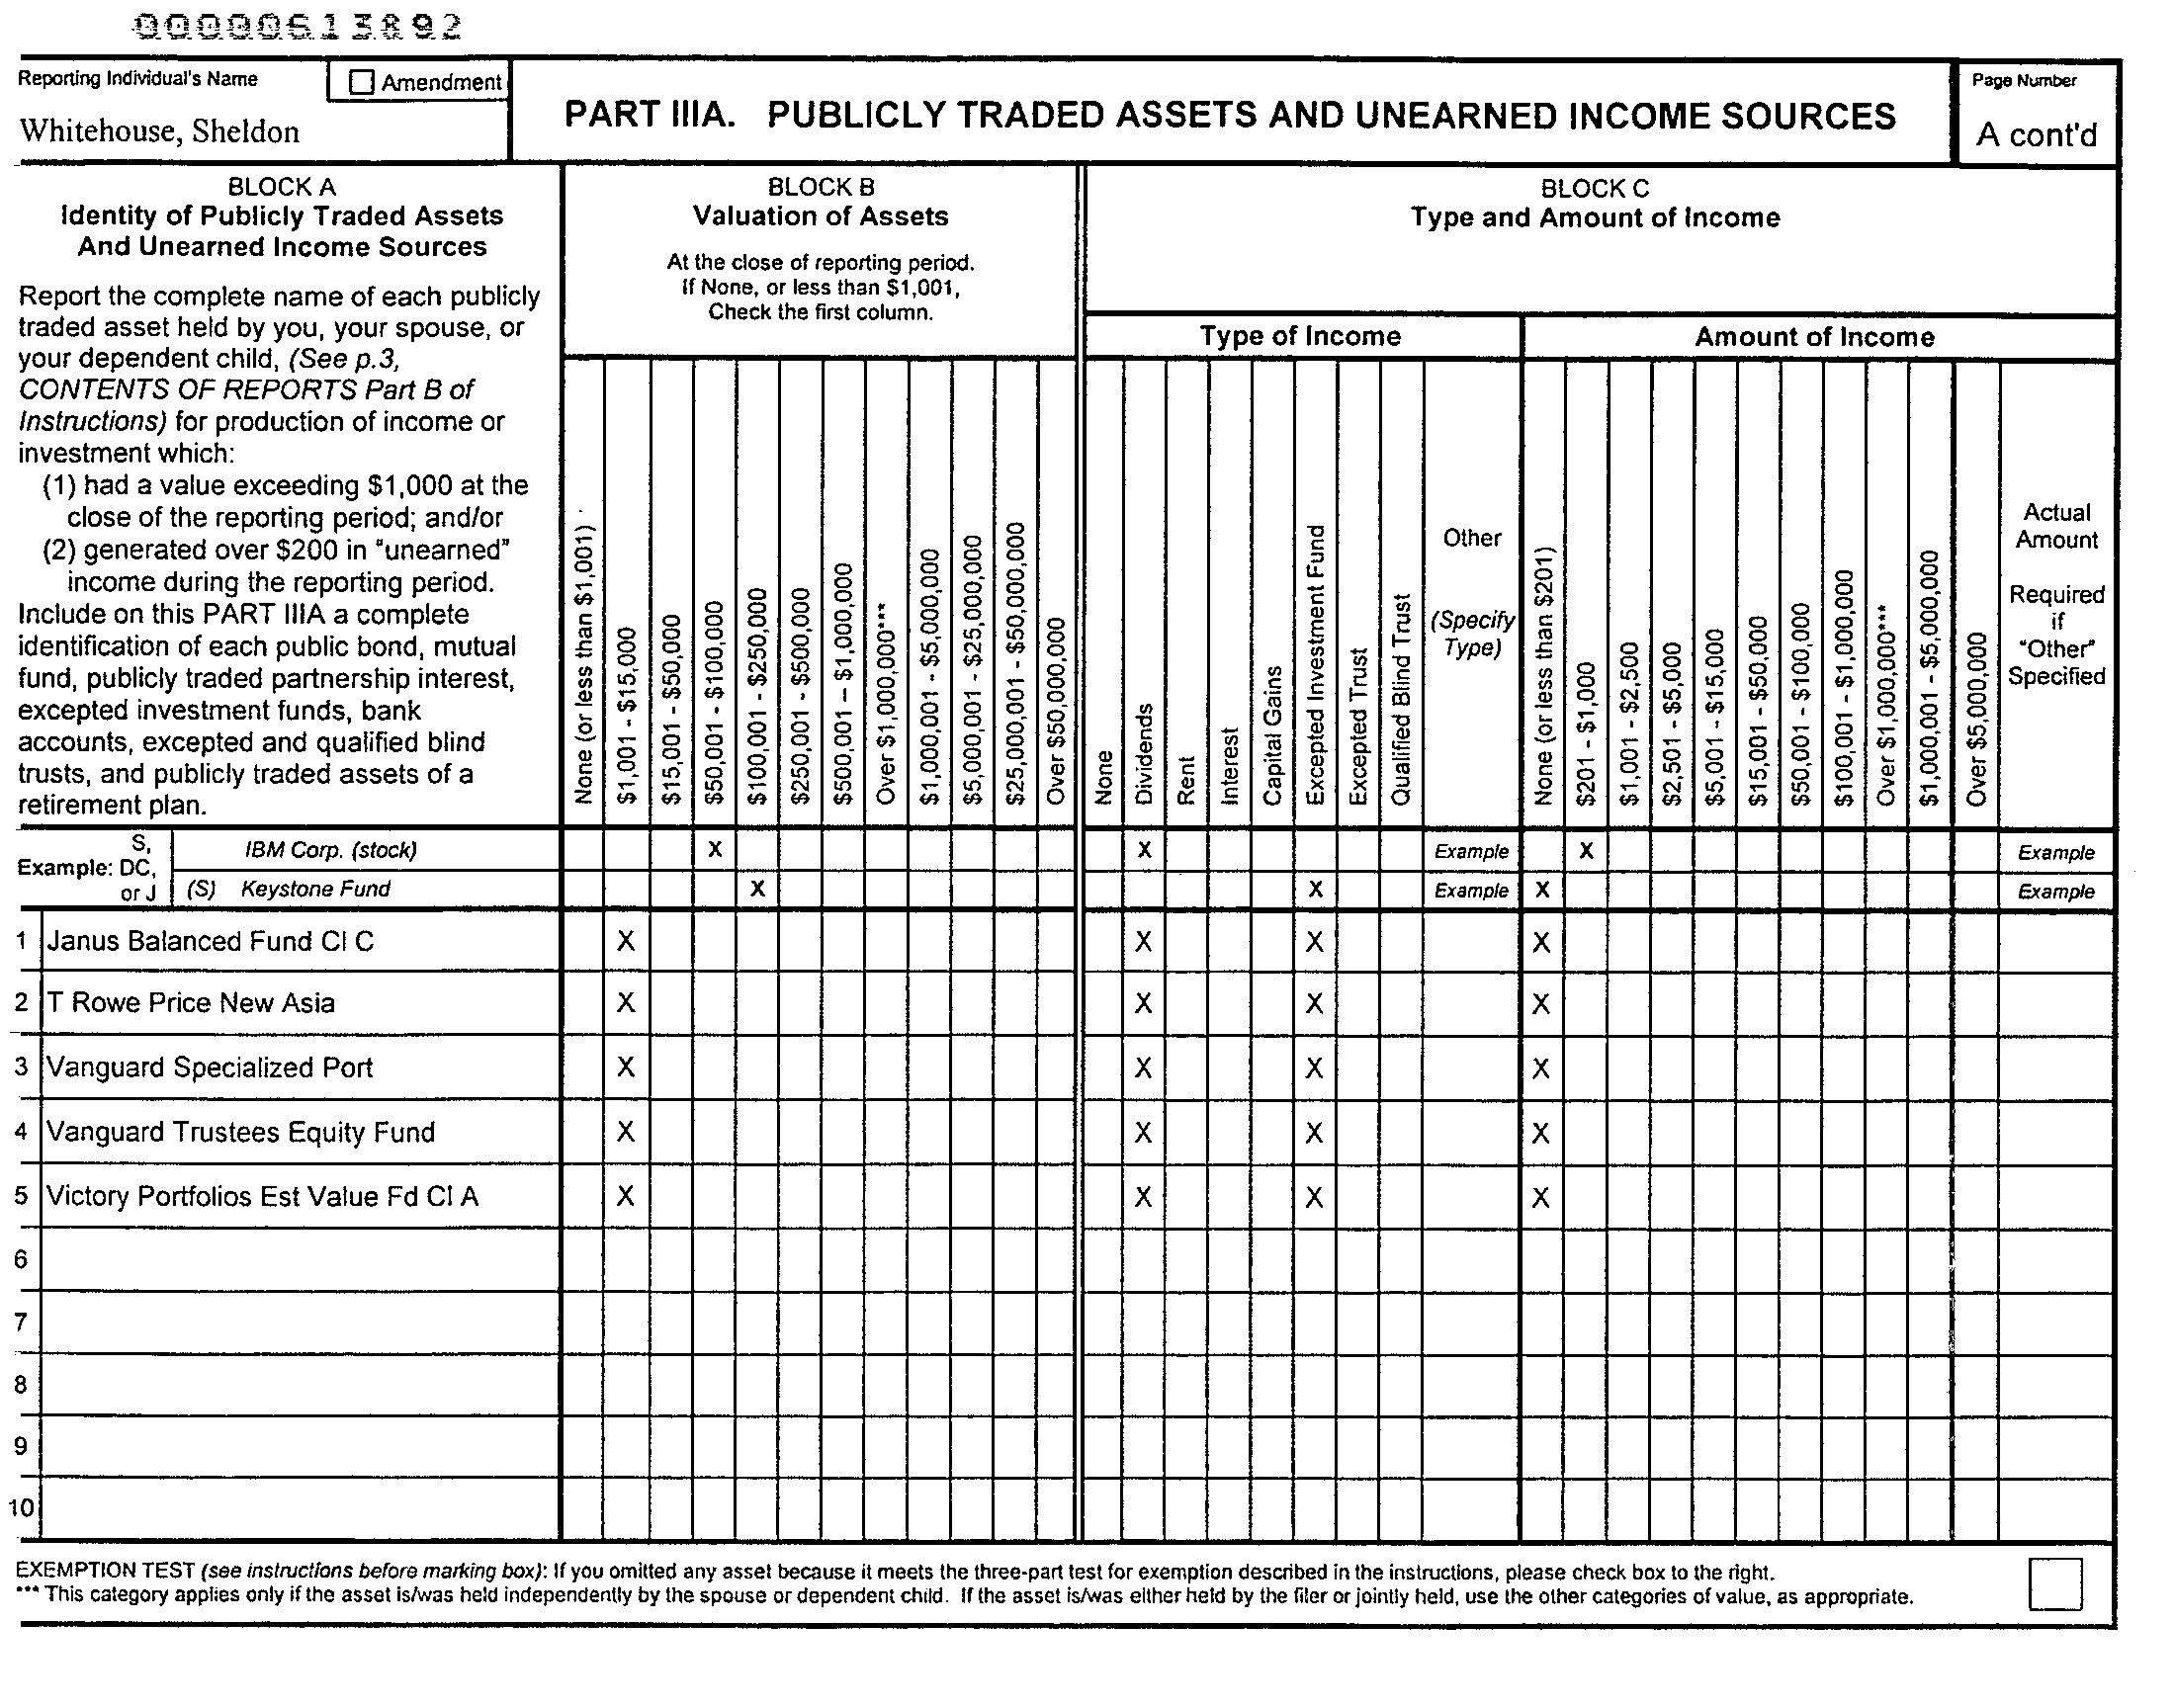 00000613892
Reporting Individual's Name
☐ Amendment
Whitehouse, Sheldon
PART IIIA. PUBLICLY TRADED ASSETS AND UNEARNED INCOME SOURCES
Page Number
A cont'd
BLOCK A
Identity of Publicly Traded Assets
And Unearned Income Sources
Report the complete name of each publicly
traded asset held by you, your spouse, or
your dependent child, (See p.3,
CONTENTS OF REPORTS Part B of
Instructions) for production of income or
investment which:
(1) had a value exceeding $1,000 at the
close of the reporting period; and/or
(2) generated over $200 in "unearned"
income during the reporting period.
Include on this PART IIIA a complete
identification of each public bond, mutual
fund, publicly traded partnership interest,
excepted investment funds, bank
accounts, excepted and qualified blind
trusts, and publicly traded assets of a
retirement plan.
BLOCK B
Valuation of Assets
At the close of reporting period.
If None, or less than $1,001,
Check the first column.
None (or less than $1,001)
$1,001 - $15,000
$15,001 - $50,000
$50,001 - $100,000
$100,001 - $250,000
$250,001 - $500,000
$500,001 – $1,000,000
Over $1,000,000***
$1,000,001 - $5,000,000
$5,000,001 - $25,000,000
$25,000,001 - $50,000,000
Over $50,000,000
BLOCK C
Type and Amount of Income
Type of Income
None
Dividends
Rent
Interest
Capital Gains
Excepted Investment Fund
Excepted Trust
Qualified Blind Trust
Other
(Specify
Type)
Amount of Income
None (or less than $201)
$201 - $1,000
$1,001 - $2,500
$2,501 - $5,000
$5,001 - $15,000
$15,001 - $50,000
$50,001 - $100,000
$100,001 - $1,000,000
Over $1,000,000***
$1,000,001 - $5,000,000
Over $5,000,000
Actual
Amount
Required
if
"Other"
Specified
Example: S,
DC,
or J
IBM Corp. (stock) X X Example X Example
(S) Keystone Fund X X Example X Example
1 Janus Balanced Fund Cl C X X X X
2 T Rowe Price New Asia X X X X
3 Vanguard Specialized Port X X X X
4 Vanguard Trustees Equity Fund X X X X
5 Victory Portfolios Est Value Fd Cl A X X X X
6
7
8
9
10
EXEMPTION TEST (see instructions before marking box): If you omitted any asset because it meets the three-part test for exemption described in the instructions, please check box to the right.
*** This category applies only if the asset is/was held independently by the spouse or dependent child. If the asset is/was either held by the filer or jointly held, use the other categories of value, as appropriate.